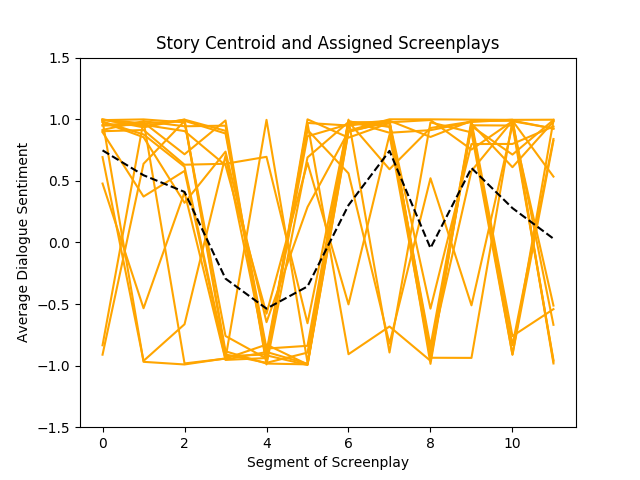 Story Centroid and Assigned Screenplays
1.5
1.0
0.5
0.0
−0.5
−1.0
−1.5
Average Dialogue Sentiment
0 2 4 6 8 10
Segment of Screenplay